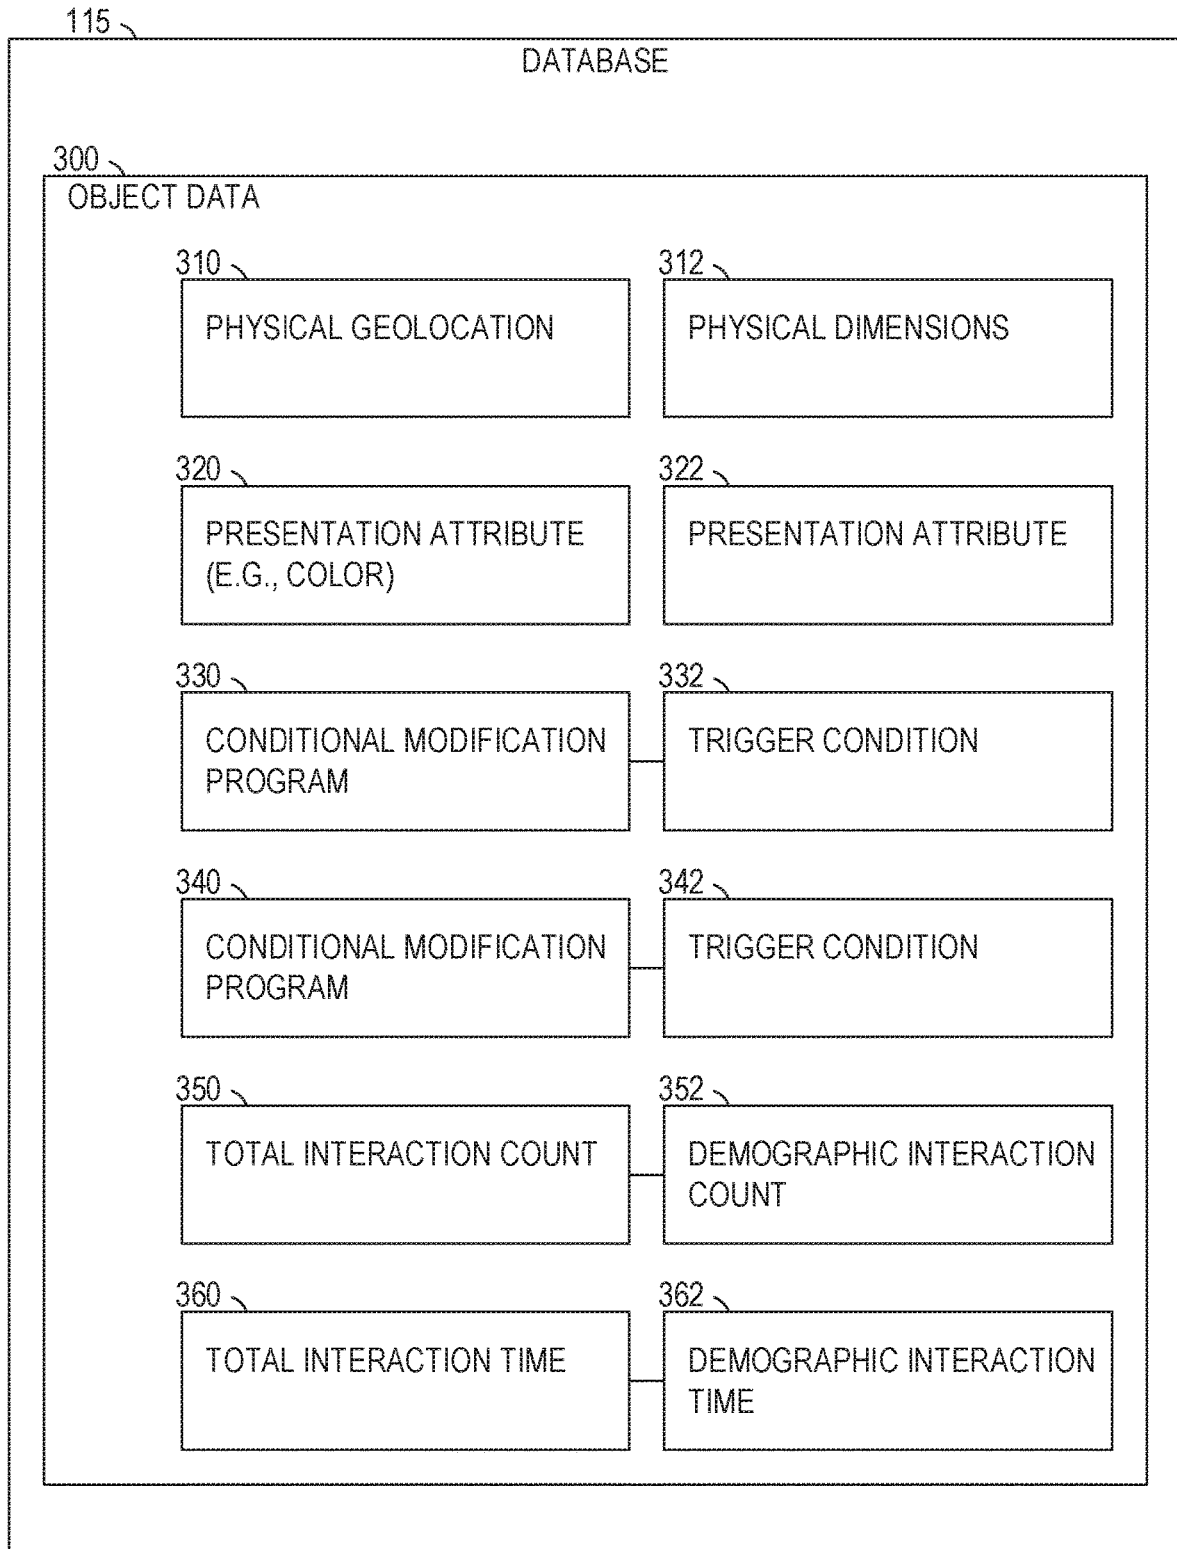 115
DATABASE
300
OBJECT DATA
310
312
PHYSICAL GEOLOCATION
PHYSICAL DIMENSIONS
320
322
PRESENTATION ATTRIBUTE
(E.G., COLOR)
PRESENTATION ATTRIBUTE
330
332
CONDITIONAL MODIFICATION
PROGRAM
TRIGGER CONDITION
340
342
CONDITIONAL MODIFICATION
PROGRAM
TRIGGER CONDITION
350
352
TOTAL INTERACTION COUNT
DEMOGRAPHIC INTERACTION
COUNT
360
362
TOTAL INTERACTION TIME
DEMOGRAPHIC INTERACTION
TIME